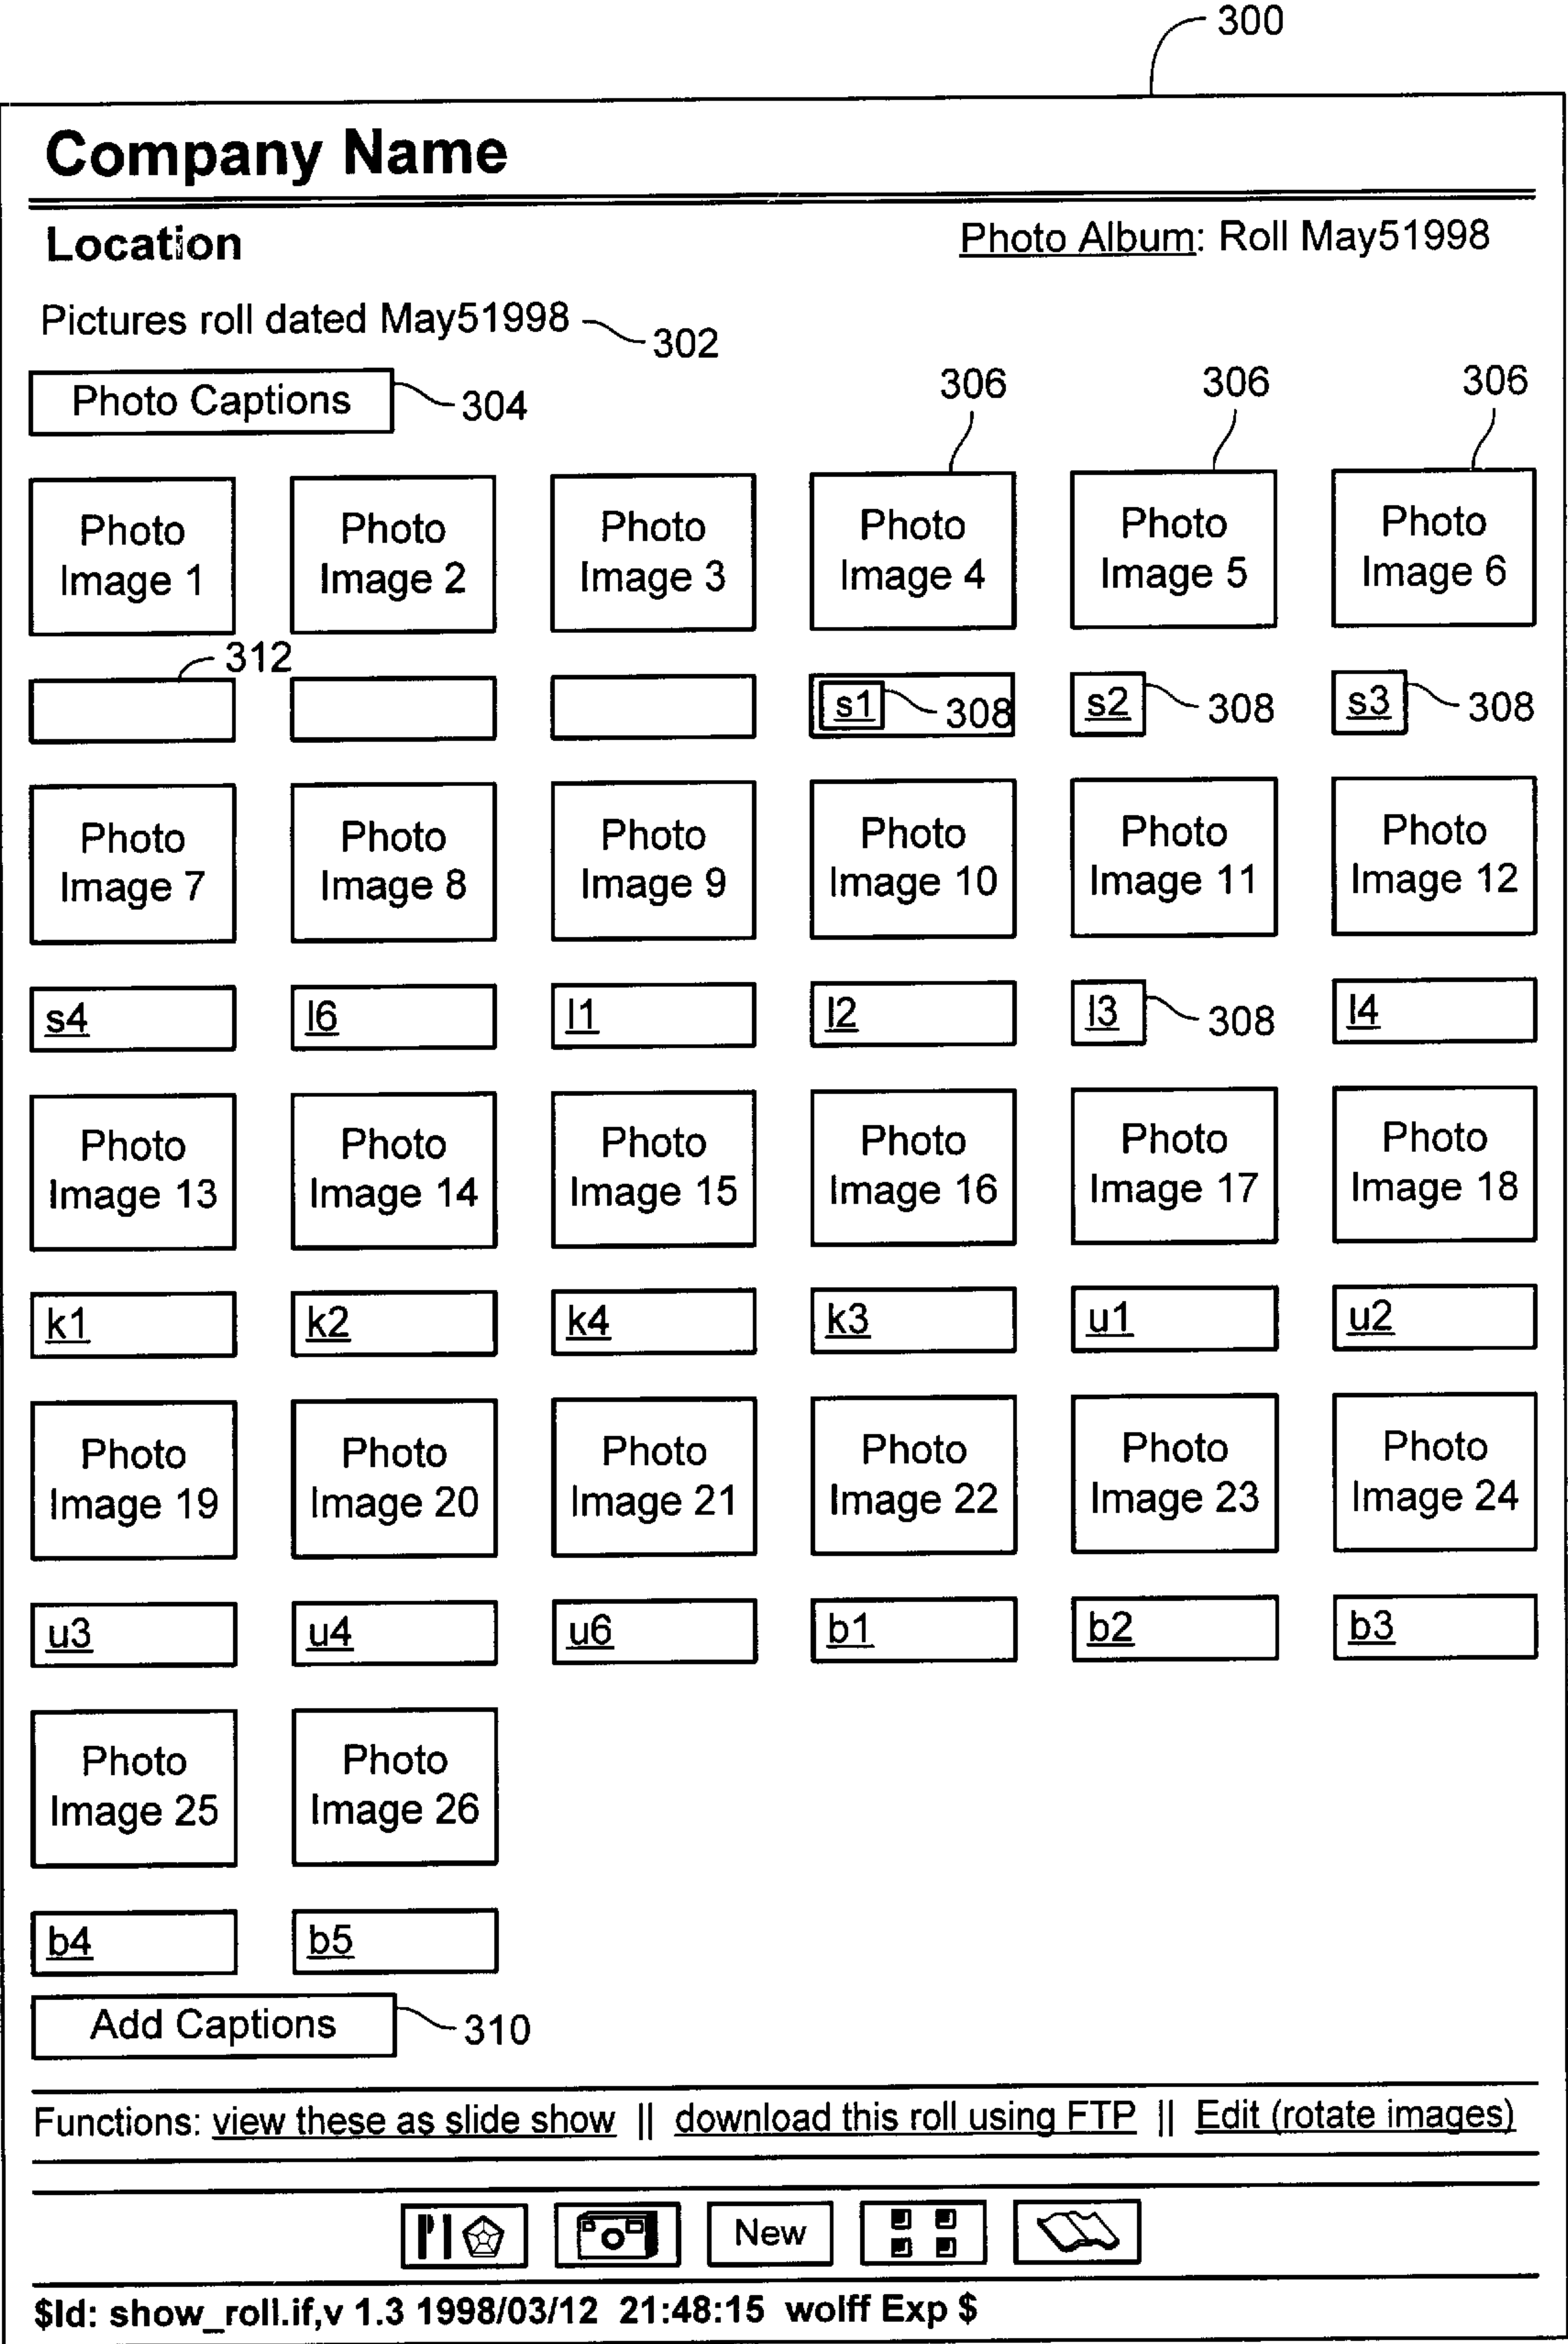 300
Company Name
Location Photo Album: Roll May51998
Pictures roll dated May51998 302
Photo Captions 304 306 306 306
Photo Image 1 Photo Image 2 Photo Image 3 Photo Image 4 Photo Image 5 Photo Image 6
312
s1 308 s2 308 s3 308
Photo Image 7 Photo Image 8 Photo Image 9 Photo Image 10 Photo Image 11 Photo Image 12
s4 l6 l1 l2 l3 308 l4
Photo Image 13 Photo Image 14 Photo Image 15 Photo Image 16 Photo Image 17 Photo Image 18
k1 k2 k4 k3 u1 u2
Photo Image 19 Photo Image 20 Photo Image 21 Photo Image 22 Photo Image 23 Photo Image 24
u3 u4 u6 b1 b2 b3
Photo Image 25 Photo Image 26
b4 b5
Add Captions 310
Functions: view these as slide show || download this roll using FTP || Edit (rotate images)
New
$Id: show_roll.if,v 1.3 1998/03/12 21:48:15 wolff Exp $